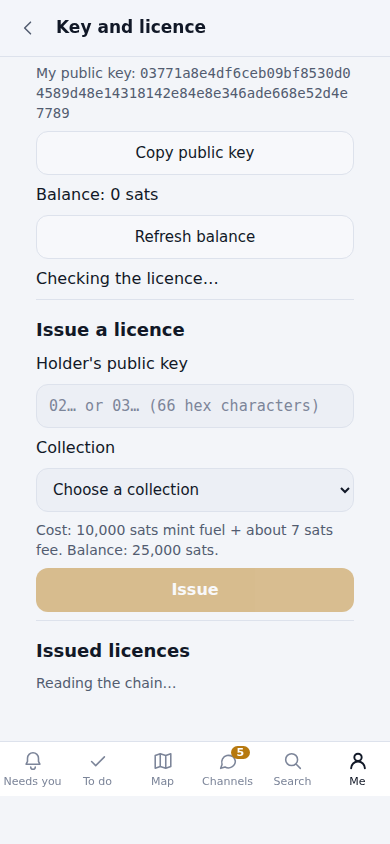 Key and licence
My public key: 03771a8e4df6ceb09bf8530d0
4589d48e14318142e84e8e346ade668e52d4e
7789
Copy public key
Balance: 0 sats
Refresh balance
Checking the licence…
Issue a licence
Holder's public key
02… or 03… (66 hex characters)
Collection
Choose a collection
Cost: 10,000 sats mint fuel + about 7 sats
fee. Balance: 25,000 sats.
Issue
Issued licences
Reading the chain…
5
Needs you To do Map Channels Search Me